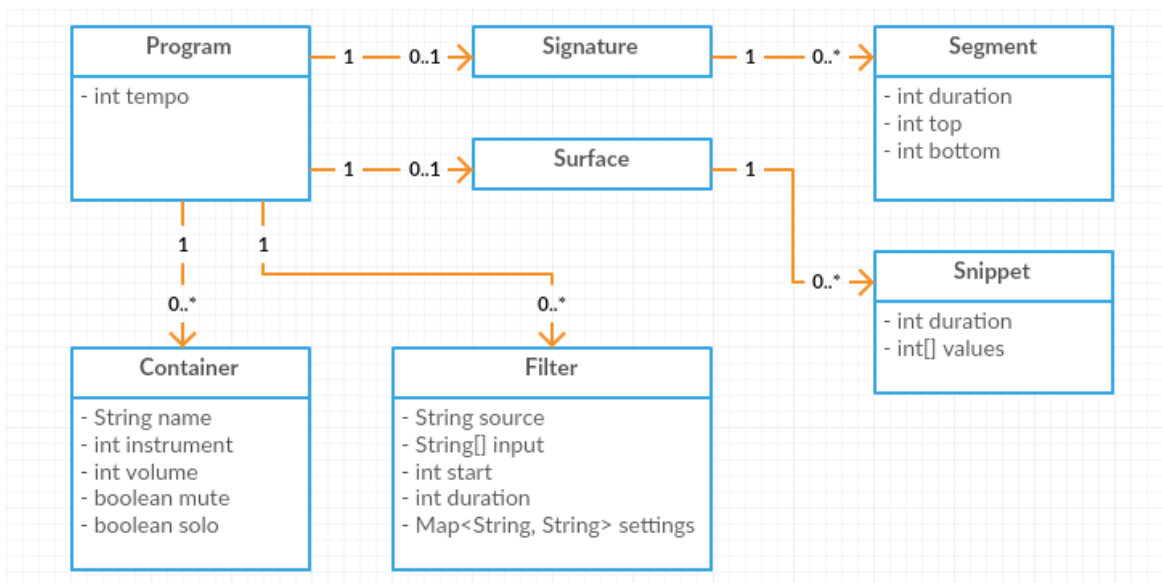 Program
- int tempo
1
0..1
Signature
1
0..*
Segment
- int duration
- int top
- int bottom
1
0..1
Surface
1
0..*
Snippet
- int duration
- int[] values
1
0..*
Container
- String name
- int instrument
- int volume
- boolean mute
- boolean solo
1
0..*
Filter
- String source
- String[] input
- int start
- int duration
- Map<String, String> settings